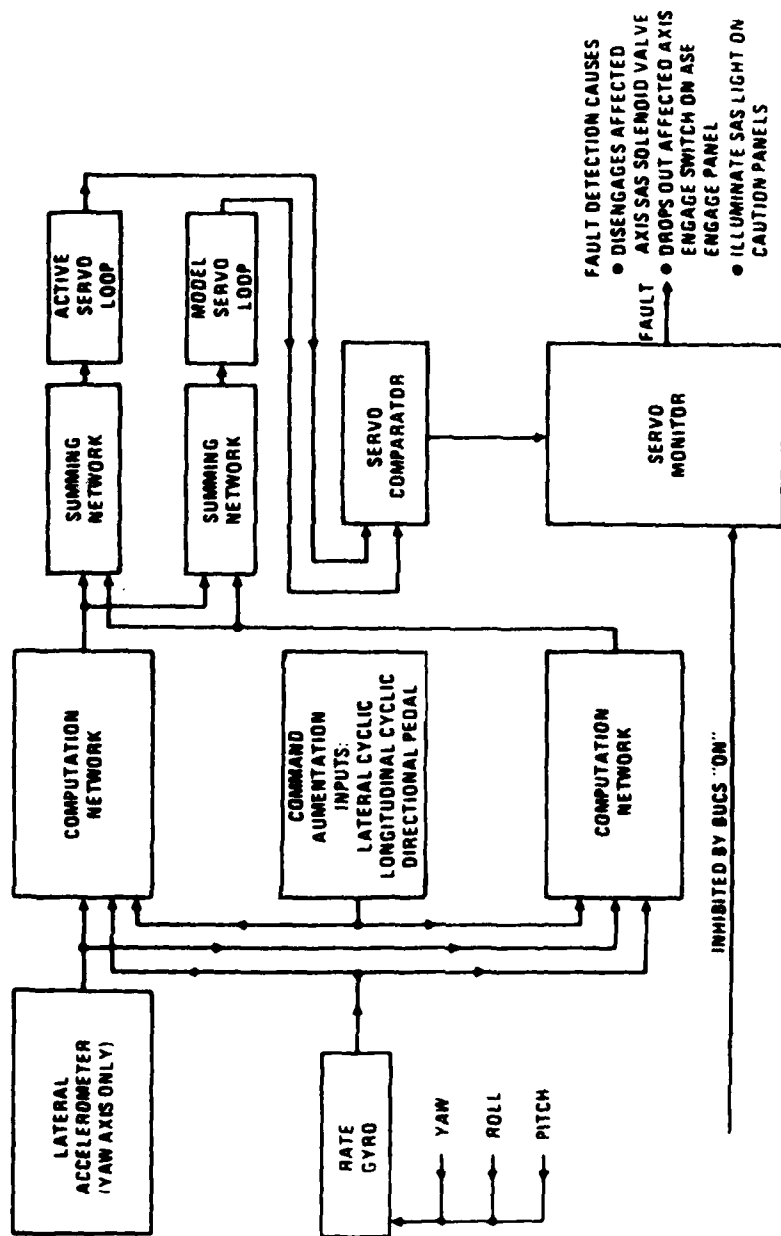 LATERAL
ACCELEROMETER
(YAW AXIS ONLY)
RATE
GYRO
YAW
ROLL
PITCH
COMPUTATION
NETWORK
COMMAND
AUMENTATION
INPUTS:
LATERAL CYCLIC
LONGITUDINAL CYCLIC
DIRECTIONAL PEDAL
COMPUTATION
NETWORK
INHIBITED BY BUCS "ON"
SUMMING
NETWORK
SUMMING
NETWORK
ACTIVE
SERVO
LOOP
MODEL
SERVO
LOOP
SERVO
COMPARATOR
SERVO
MONITOR
FAULT
FAULT DETECTION CAUSES
● DISENGAGES AFFECTED
AXIS SAS SOLENOID VALVE
● DROPS OUT AFFECTED AXIS
ENGAGE SWITCH ON ASE
ENGAGE PANEL
● ILLUMINATE SAS LIGHT ON
CAUTION PANELS